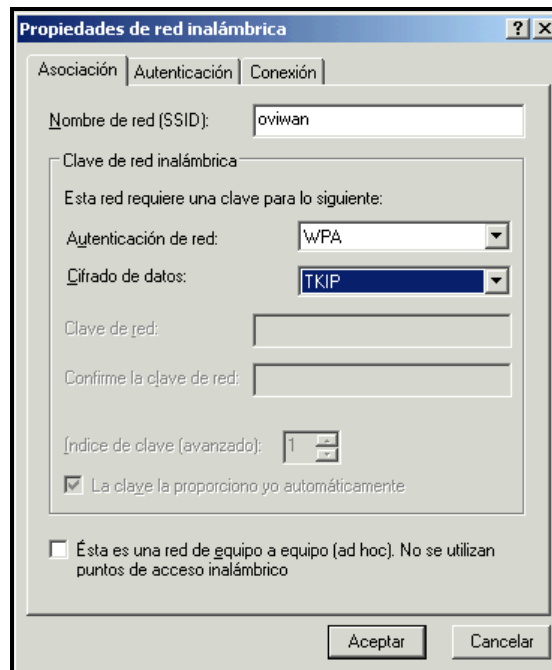 Propiedades de red inalámbrica
Asociación Autenticación Conexión
Nombre de red (SSID): oviwan
Clave de red inalámbrica
Esta red requiere una clave para lo siguiente:
Autenticación de red: WPA
Cifrado de datos: TKIP
Clave de red:
Confirme la clave de red:
Índice de clave (avanzado): 1
La clave la proporciono yo automáticamente
Ésta es una red de equipo a equipo (ad hoc). No se utilizan
puntos de acceso inalámbrico
Aceptar Cancelar